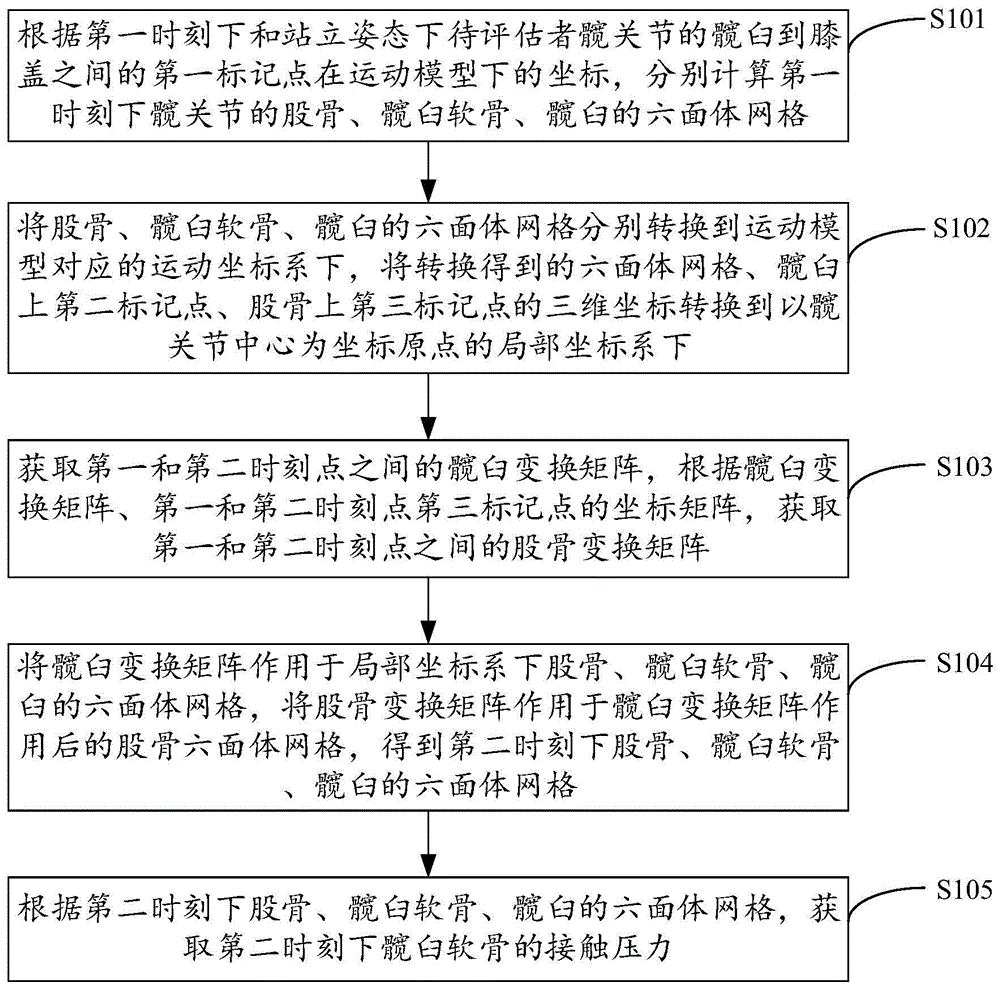 根据第一时刻下和站立姿态下待评估者髋关节的髋臼到膝
盖之间的第一标记点在运动模型下的坐标，分别计算第一
时刻下髋关节的股骨、髋臼软骨、髋臼的六面体网格
S101
将股骨、髋臼软骨、髋臼的六面体网格分别转换到运动模
型对应的运动坐标系下，将转换得到的六面体网格、髋臼
上第二标记点、股骨上第三标记点的三维坐标转换到以髋
关节中心为坐标原点的局部坐标系下
S102
获取第一和第二时刻点之间的髋臼变换矩阵，根据髋臼变
换矩阵、第一和第二时刻点第三标记点的坐标矩阵，获取
第一和第二时刻点之间的股骨变换矩阵
S103
将髋臼变换矩阵作用于局部坐标系下股骨、髋臼软骨、髋
臼的六面体网格，将股骨变换矩阵作用于髋臼变换矩阵作
用后的股骨六面体网格，得到第二时刻下股骨、髋臼软骨
、髋臼的六面体网格
S104
根据第二时刻下股骨、髋臼软骨、髋臼的六面体网格，获
取第二时刻下髋臼软骨的接触压力
S105